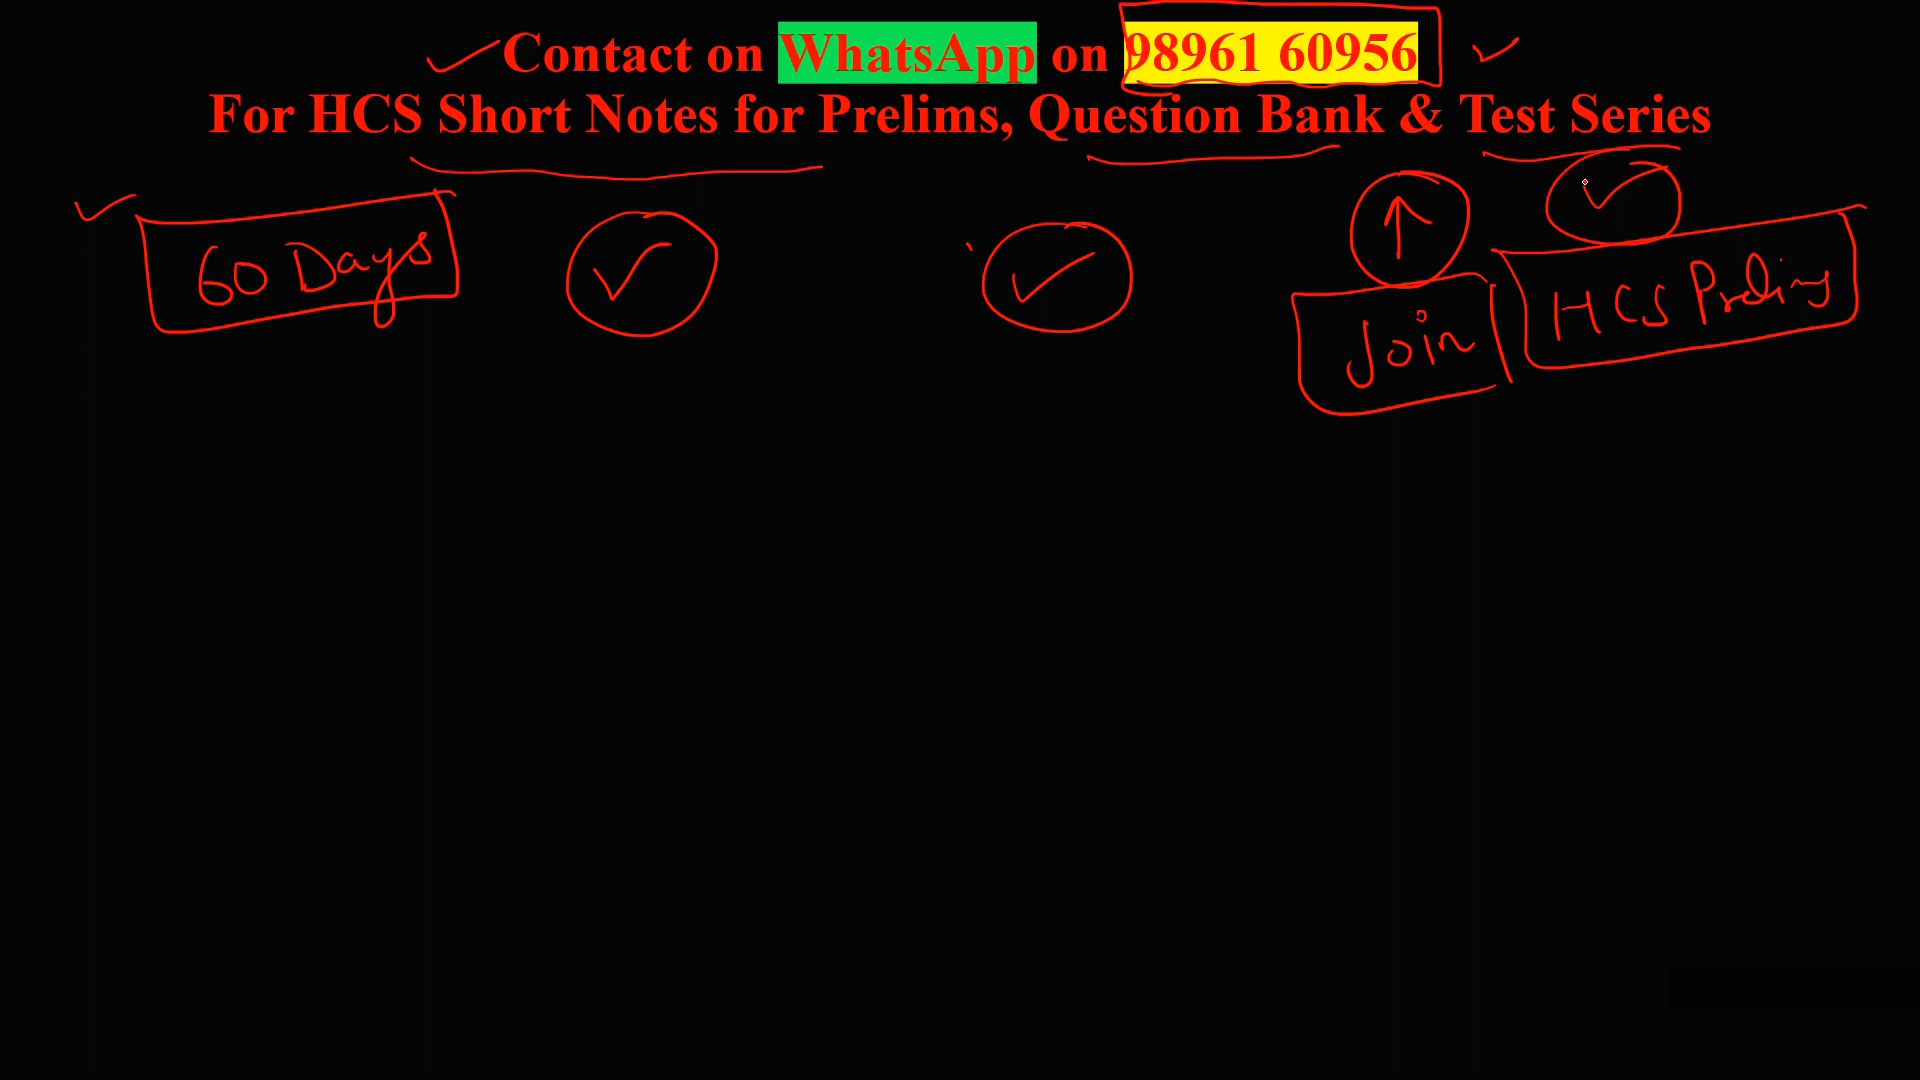 Contact on WhatsApp on 98961 60956
For HCS Short Notes for Prelims, Question Bank & Test Series
60 Days
Join
HCS Prelims